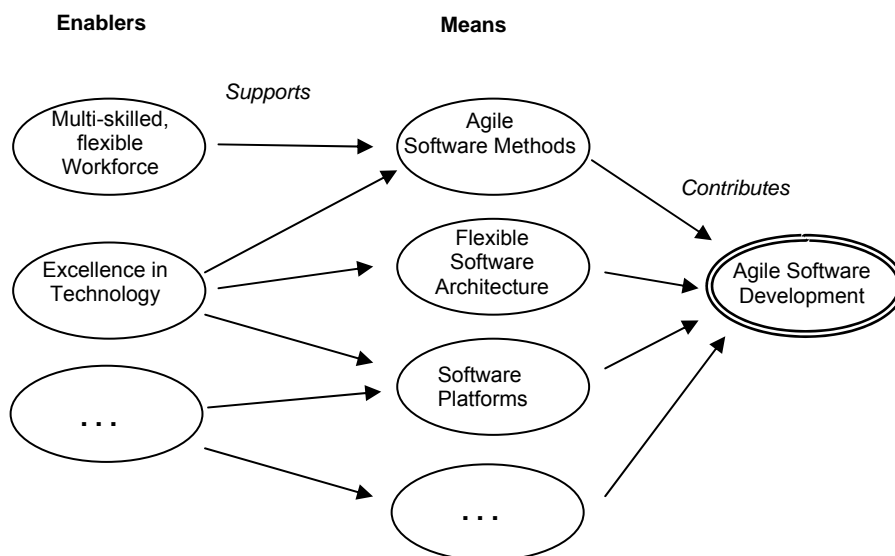 Enablers
Means
Supports
Multi-skilled,
flexible
Workforce
Agile
Software Methods
Contributes
Excellence in
Technology
Flexible
Software
Architecture
Agile Software
Development
Software
Platforms
. . .
. . .